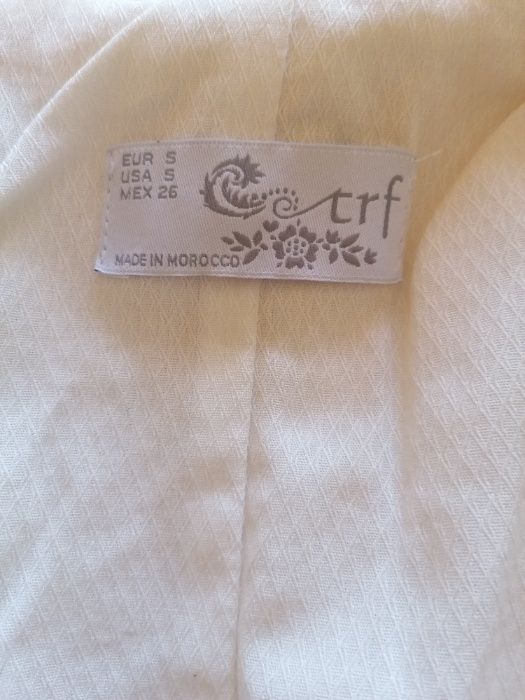 EUR S
USA S
MEX 26
trf
MADE IN MOROCCO